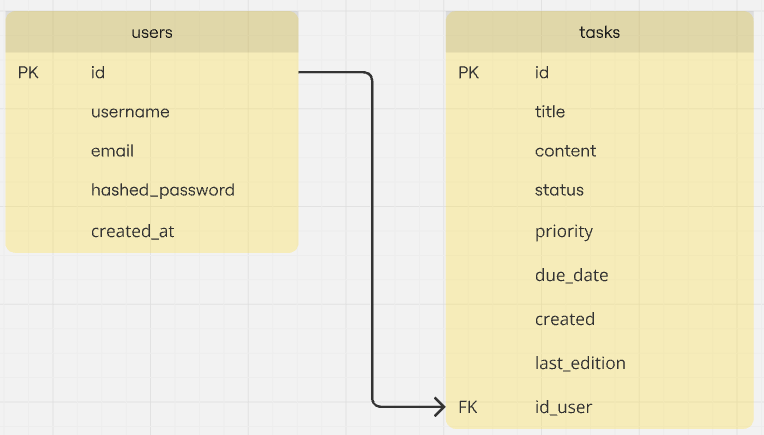 users
PK id
username
email
hashed_password
created_at
tasks
PK id
title
content
status
priority
due_date
created
last_edition
FK id_user